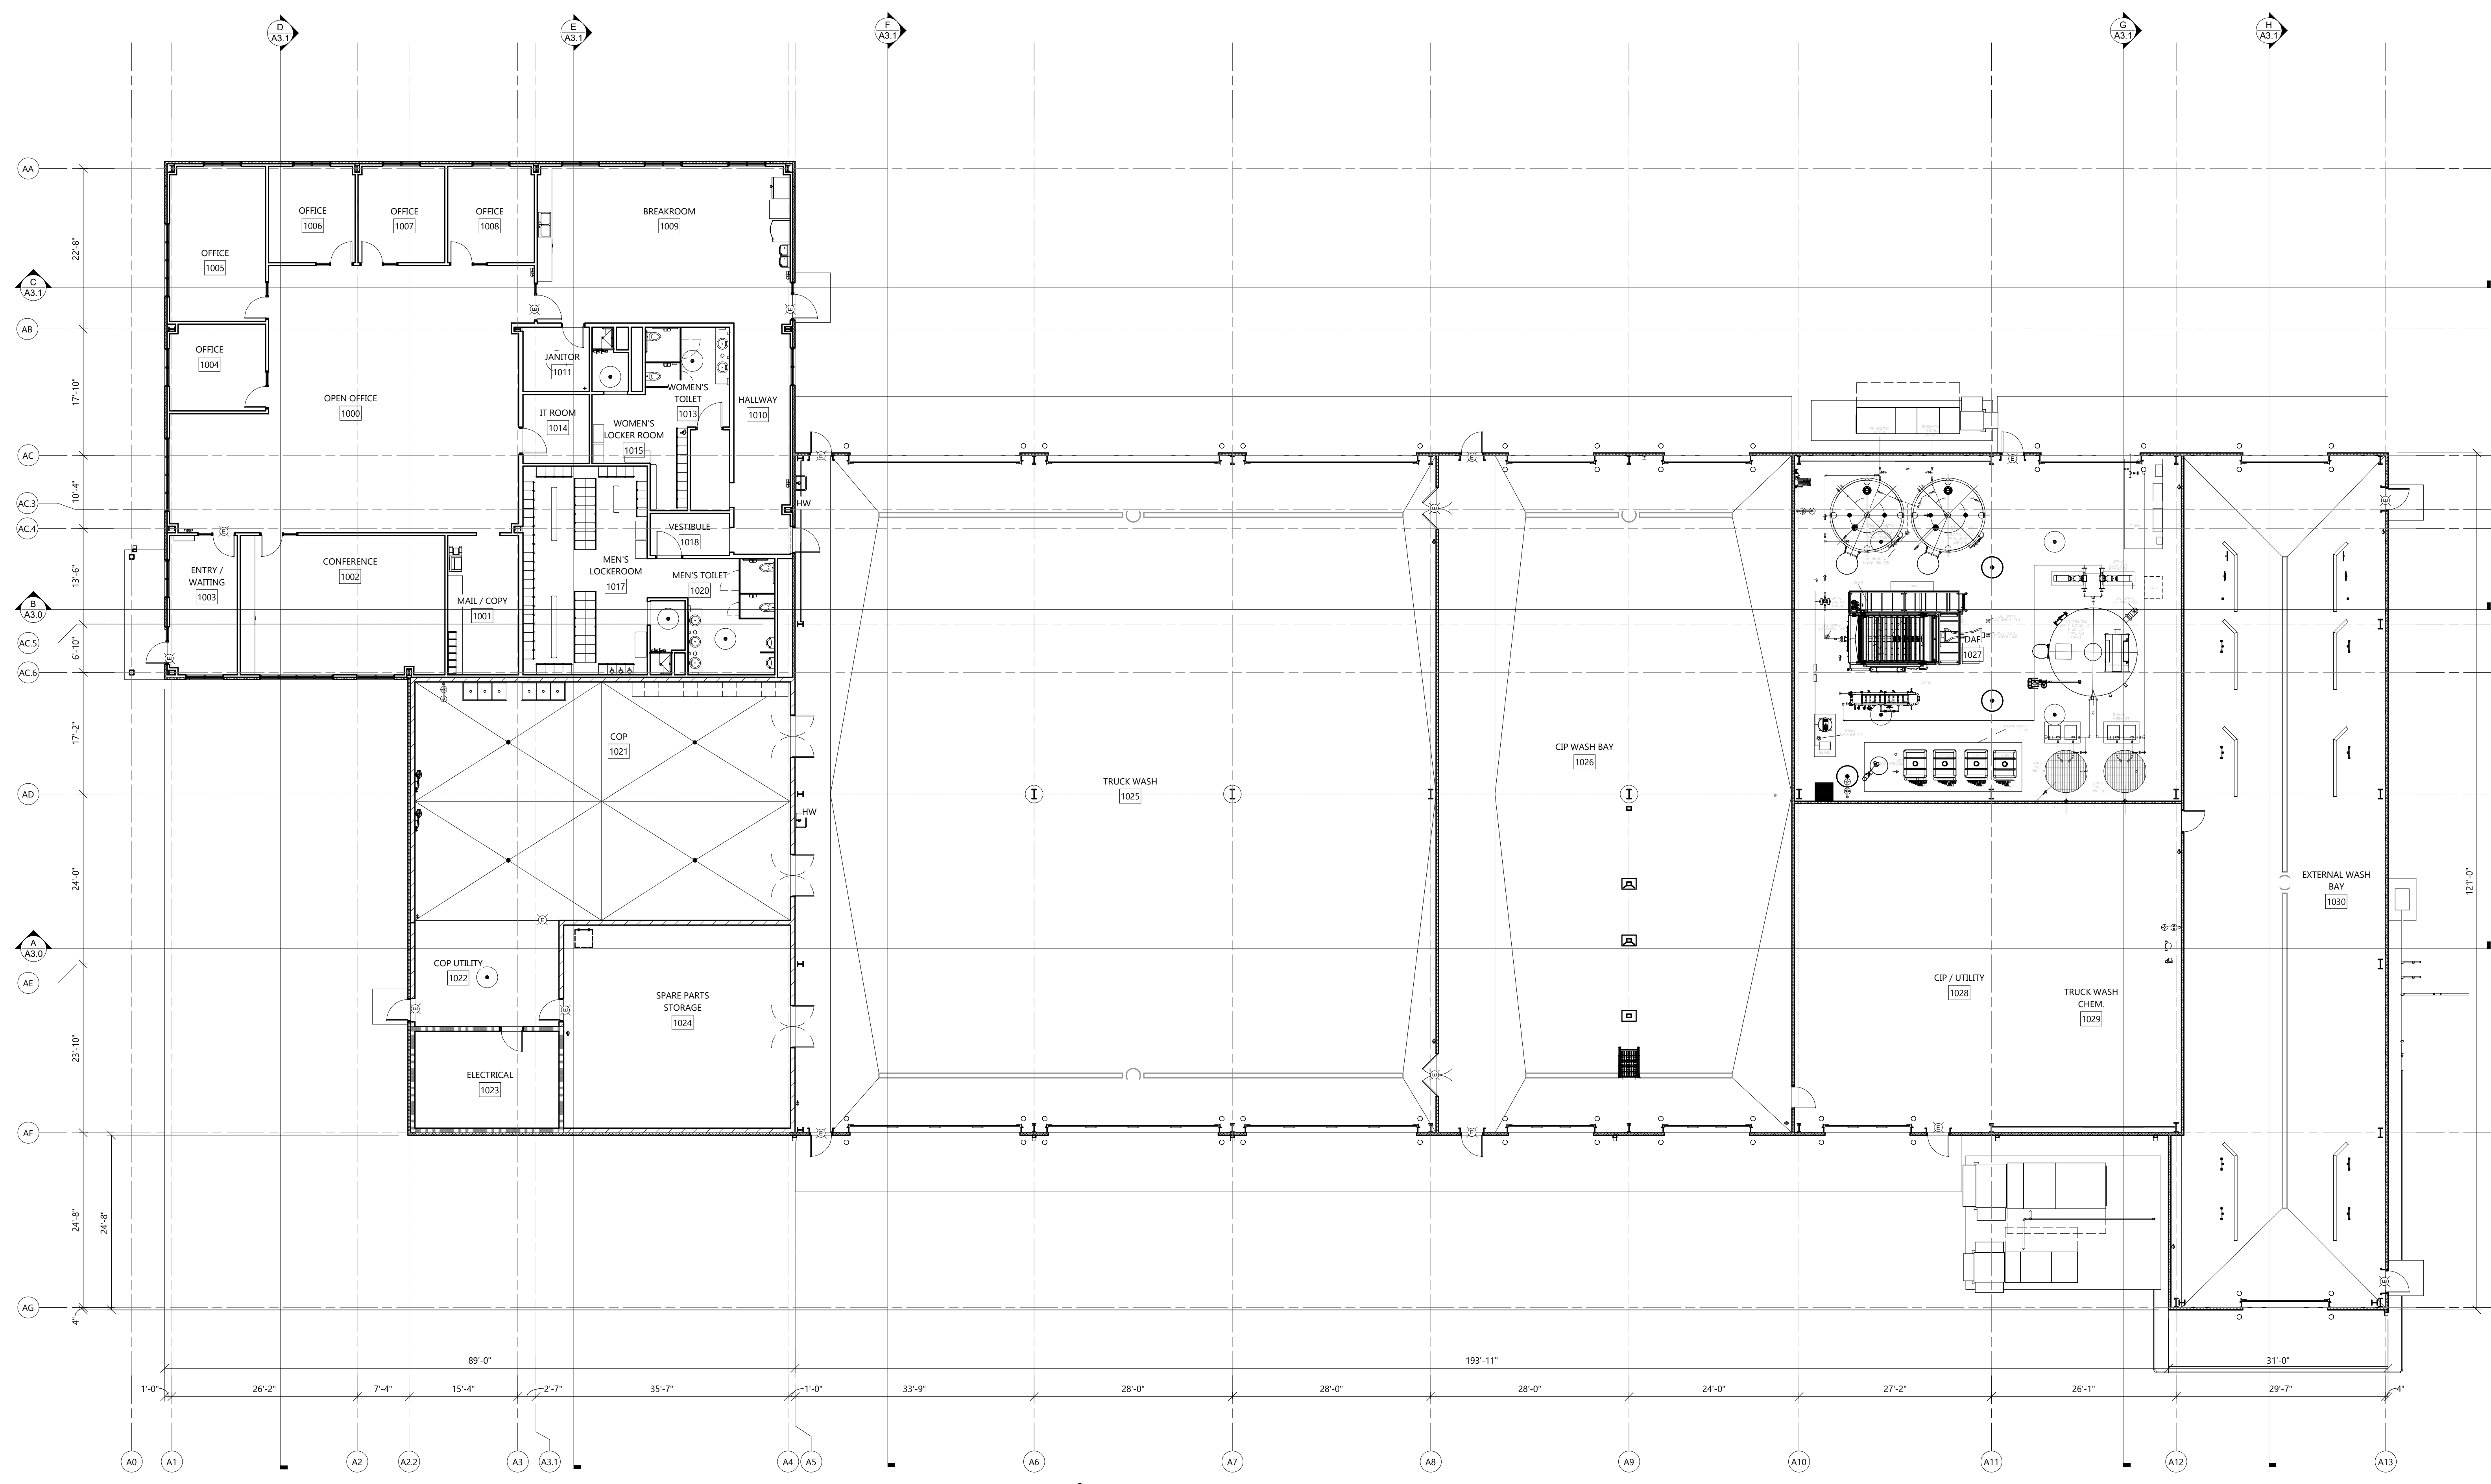 D
A3.1
E
A3.1
F
A3.1
G
A3.1
H
A3.1
AA
22'-8"
OFFICE
1005
OFFICE
1006
OFFICE
1007
OFFICE
1008
BREAKROOM
1009
C
A3.1
AB
17'-10"
OFFICE
1004
OPEN OFFICE
1000
JANITOR
1011
IT ROOM
1014
WOMEN'S
TOILET
1013
WOMEN'S
LOCKER ROOM
1015
HALLWAY
1010
AC
10'-4"
AC.3
AC.4
HW
VESTIBULE
1018
13'-6"
ENTRY /
WAITING
1003
CONFERENCE
1002
MAIL / COPY
1001
MEN'S
LOCKEROOM
1017
MEN'S TOILET
1020
B
A3.0
AC.5
6'-10"
AC.6
DAF
1027
17'-2"
COP
1021
TRUCK WASH
1025
CIP WASH BAY
1026
AD
HW
24'-0"
EXTERNAL WASH
BAY
1030
121'-0"
A
A3.0
AE
COP UTILITY
1022
SPARE PARTS
STORAGE
1024
CIP / UTILITY
1028
TRUCK WASH
CHEM.
1029
23'-10"
ELECTRICAL
1023
AF
24'-8"
24'-8"
AG
4"
89'-0"
193'-11"
31'-0"
1'-0"
26'-2"
7'-4"
15'-4"
2'-7"
35'-7"
1'-0"
33'-9"
28'-0"
28'-0"
28'-0"
24'-0"
27'-2"
26'-1"
29'-7"
4"
A0
A1
A2
A2.2
A3
A3.1
A4
A5
A6
A7
A8
A9
A10
A11
A12
A13